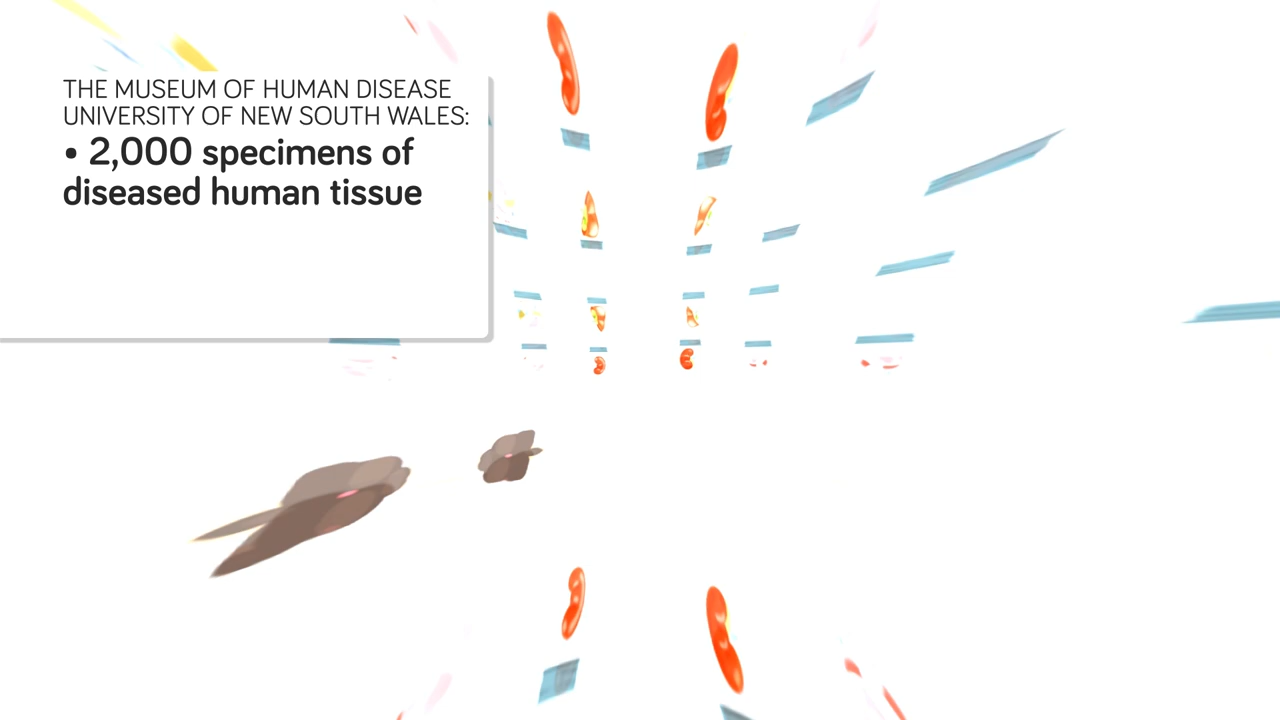 THE MUSEUM OF HUMAN DISEASE
UNIVERSITY OF NEW SOUTH WALES:
• 2,000 specimens of
diseased human tissue